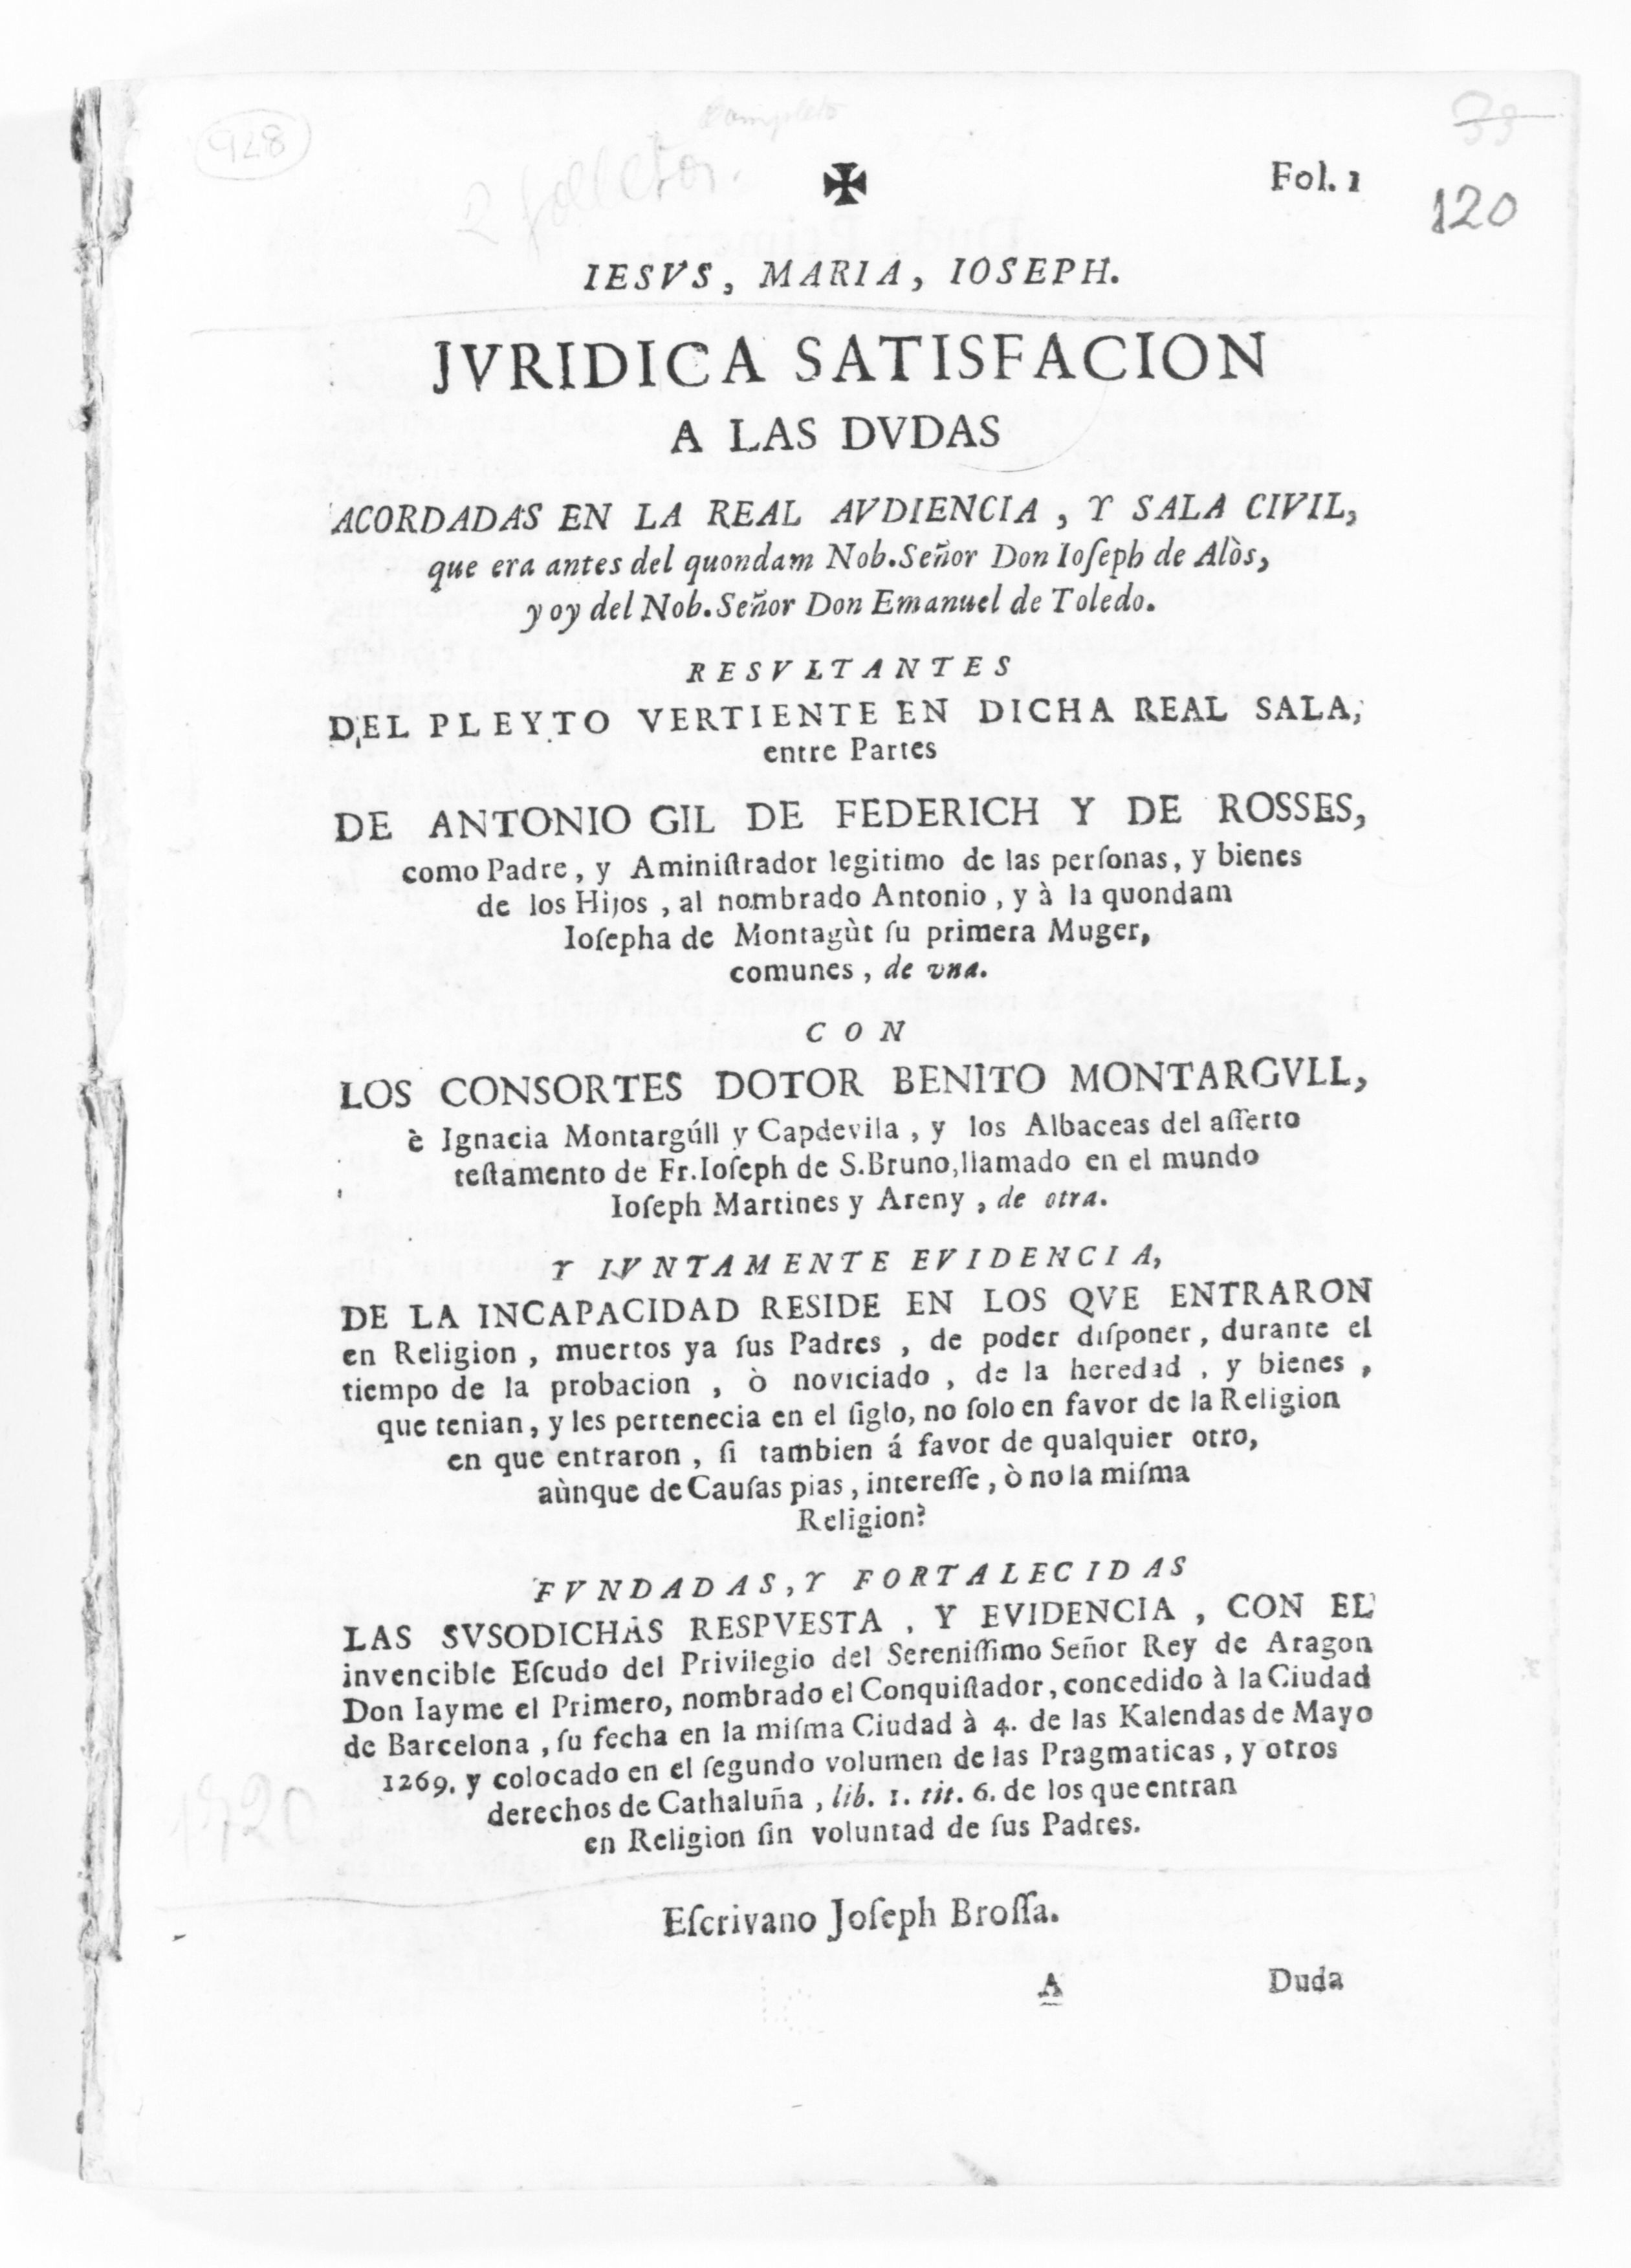 928
2 folletos.
✠
Fol. 1
120
IESVS, MARIA, IOSEPH.
JVRIDICA SATISFACION
A LAS DVDAS
ACORDADAS EN LA REAL AVDIENCIA, Y SALA CIVIL,
que era antes del quondam Nob. Señor Don Ioſeph de Alòs,
y oy del Nob. Señor Don Emanuel de Toledo.
RESVLTANTES
DEL PLEYTO VERTIENTE EN DICHA REAL SALA,
entre Partes
DE ANTONIO GIL DE FEDERICH Y DE ROSSES,
como Padre, y Aminiſtrador legitimo de las perſonas, y bienes
de los Hijos, al nombrado Antonio, y à la quondam
Ioſepha de Montagùt ſu primera Muger,
comunes, de vna.
CON
LOS CONSORTES DOTOR BENITO MONTARGVLL,
è Ignacia Montargúll y Capdevila, y los Albaceas del aſſerto
teſtamento de Fr. Ioſeph de S. Bruno, llamado en el mundo
Ioſeph Martines y Areny, de otra.
Y IVNTAMENTE EVIDENCIA,
DE LA INCAPACIDAD RESIDE EN LOS QVE ENTRARON
en Religion, muertos ya ſus Padres, de poder diſponer, durante el
tiempo de la probacion, ò noviciado, de la heredad, y bienes,
que tenian, y les pertenecia en el ſiglo, no ſolo en favor de la Religion
en que entraron, ſi tambien á favor de qualquier otro,
aùnque de Cauſas pias, intereſſe, ò no la miſma
Religion?
FVNDADAS, Y FORTALECIDAS
LAS SVSODICHAS RESPVESTA, Y EVIDENCIA, CON EL
invencible Eſcudo del Privilegio del Sereniſſimo Señor Rey de Aragon
Don Iayme el Primero, nombrado el Conquiſtador, concedido à la Ciudad
de Barcelona, ſu fecha en la miſma Ciudad à 4. de las Kalendas de Mayo
1269. y colocado en el ſegundo volumen de las Pragmaticas, y otros
derechos de Cathaluña, lib. 1. tit. 6. de los que entran
en Religion ſin voluntad de ſus Padres.
1720
Eſcrivano Joſeph Broſſa.
A
Duda